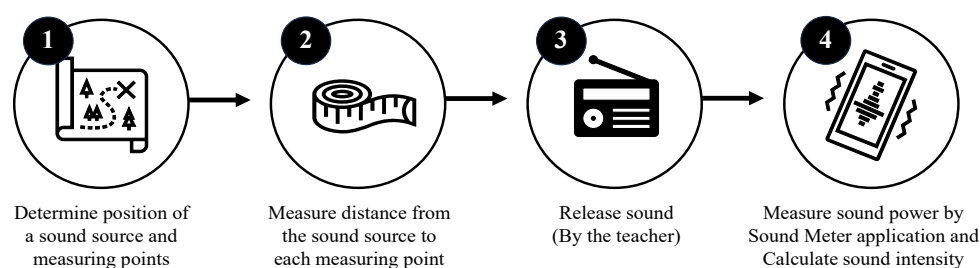 1
2
3
4
Determine position of
a sound source and
measuring points
Measure distance from
the sound source to
each measuring point
Release sound
(By the teacher)
Measure sound power by
Sound Meter application and
Calculate sound intensity